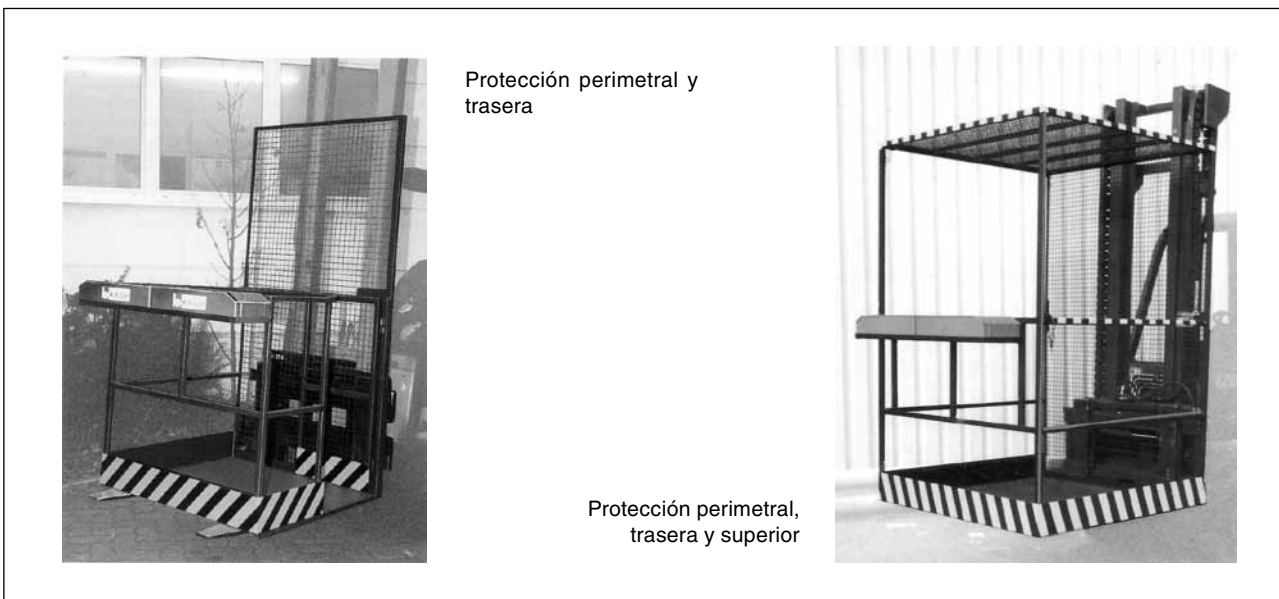 Protección perimetral y
trasera
Protección perimetral,
trasera y superior